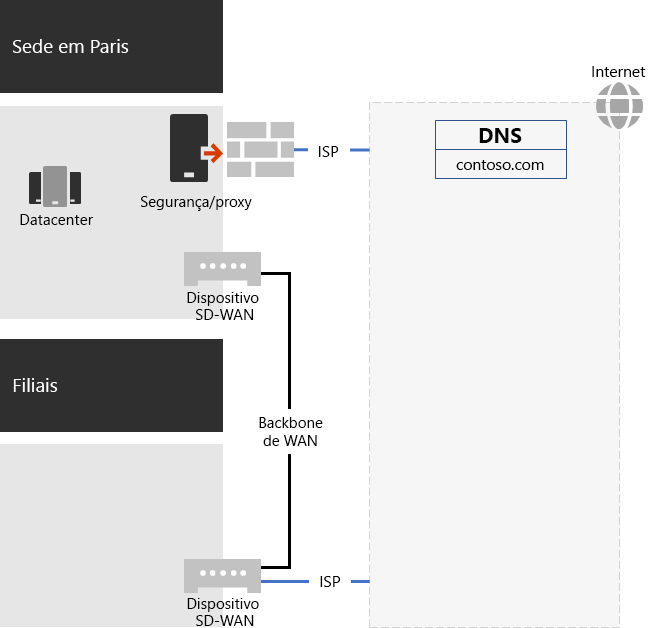 Sede em Paris
Internet
DNS
contoso.com
ISP
Segurança/proxy
Datacenter
Dispositivo
SD-WAN
Filiais
Backbone
de WAN
ISP
Dispositivo
SD-WAN